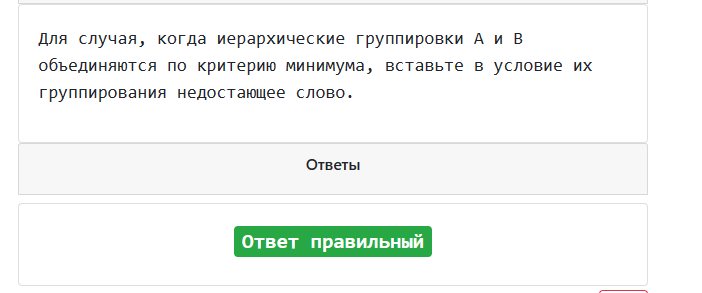 Для случая, когда иерархические группировки А и В
объединяются по критерию минимума, вставьте в условие их
группирования недостающее слово.
Ответы
Ответ правильный